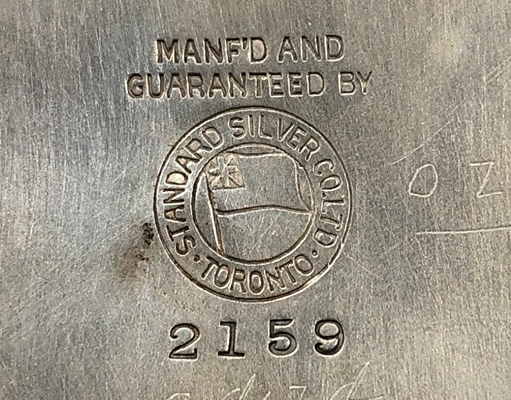 MANF'D AND
GUARANTEED BY
STANDARD SILVER CO. LTD
· TORONTO ·
2159